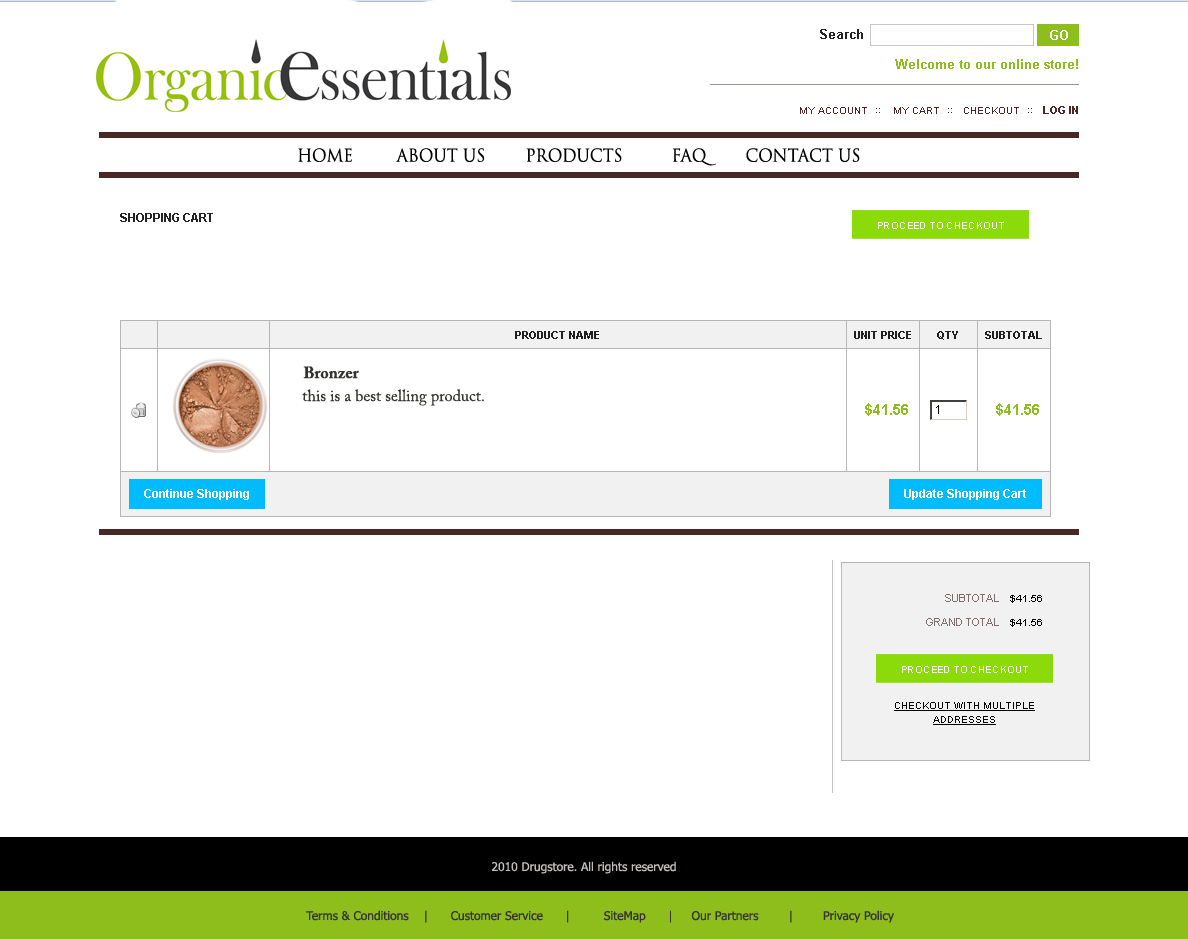 OrganicEssentials
Search
GO
Welcome to our online store!
MY ACCOUNT :: MY CART :: CHECKOUT :: LOG IN
HOME ABOUT US PRODUCTS FAQ CONTACT US
SHOPPING CART
PROCEED TO CHECKOUT
PRODUCT NAME UNIT PRICE QTY SUBTOTAL
Bronzer
this is a best selling product.
$41.56 1 $41.56
Continue Shopping
Update Shopping Cart
SUBTOTAL $41.56
GRAND TOTAL $41.56
PROCEED TO CHECKOUT
CHECKOUT WITH MULTIPLE
ADDRESSES
2010 Drugstore. All rights reserved
Terms & Conditions | Customer Service | SiteMap | Our Partners | Privacy Policy